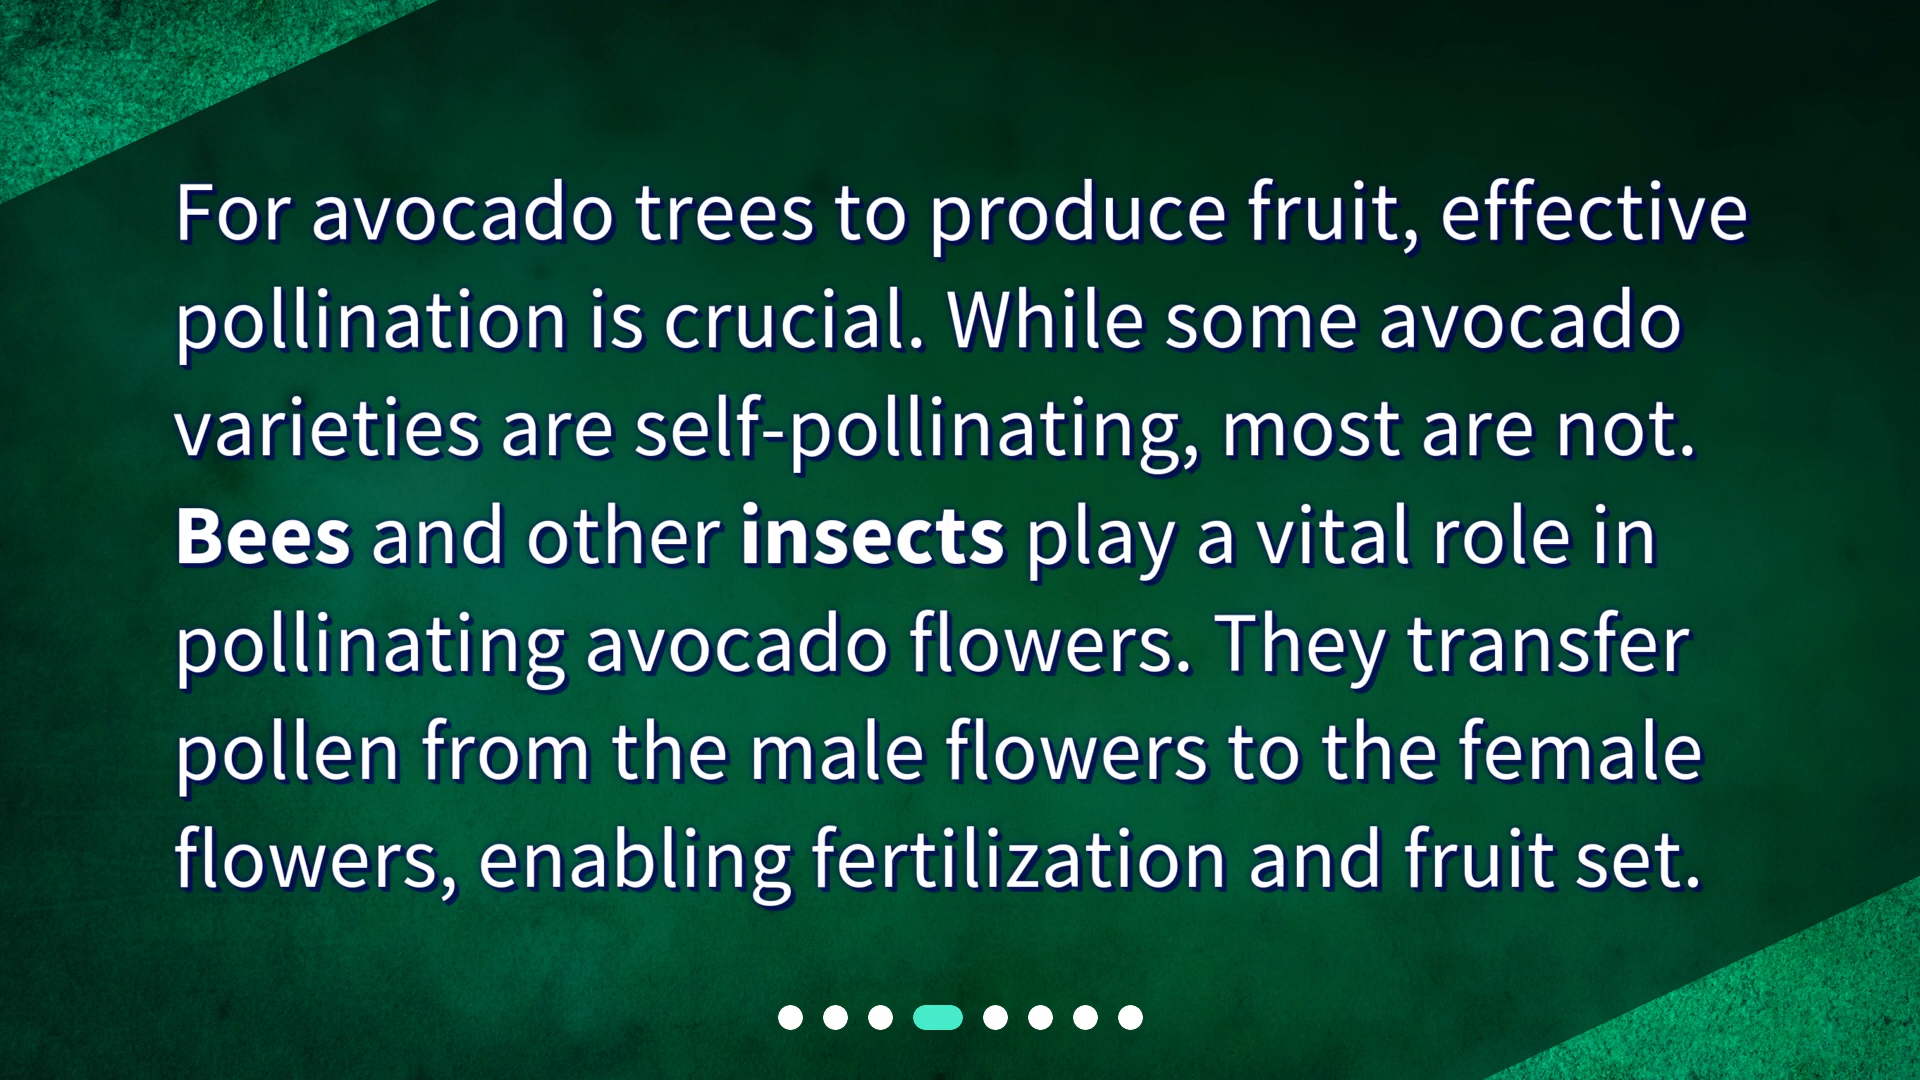 For avocado trees to produce fruit, effective
pollination is crucial. While some avocado
varieties are self-pollinating, most are not.
Bees and other insects play a vital role in
pollinating avocado flowers. They transfer
pollen from the male flowers to the female
flowers, enabling fertilization and fruit set.